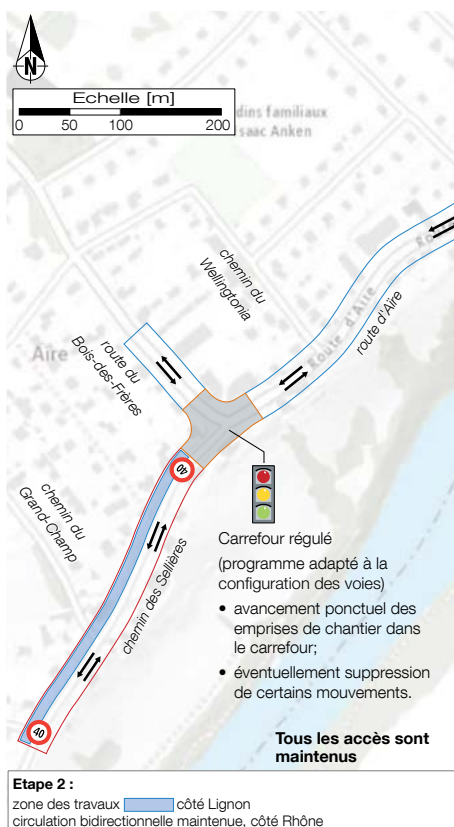 N
Echelle [m]
0 50 100 200
dins familiaux
saac Anken
chemin du
Wellingtonia
route du
Bois-des-Frères
Aïre
Route d'Aïre
route d'Aïre
40
chemin du
Grand-Champ
chemin des Sellières
40
Carrefour régulé
(programme adapté à la
configuration des voies)
• avancement ponctuel des
emprises de chantier dans
le carrefour;
• éventuellement suppression
de certains mouvements.
Tous les accès sont
maintenus
Etape 2 :
zone des travaux côté Lignon
circulation bidirectionnelle maintenue, côté Rhône